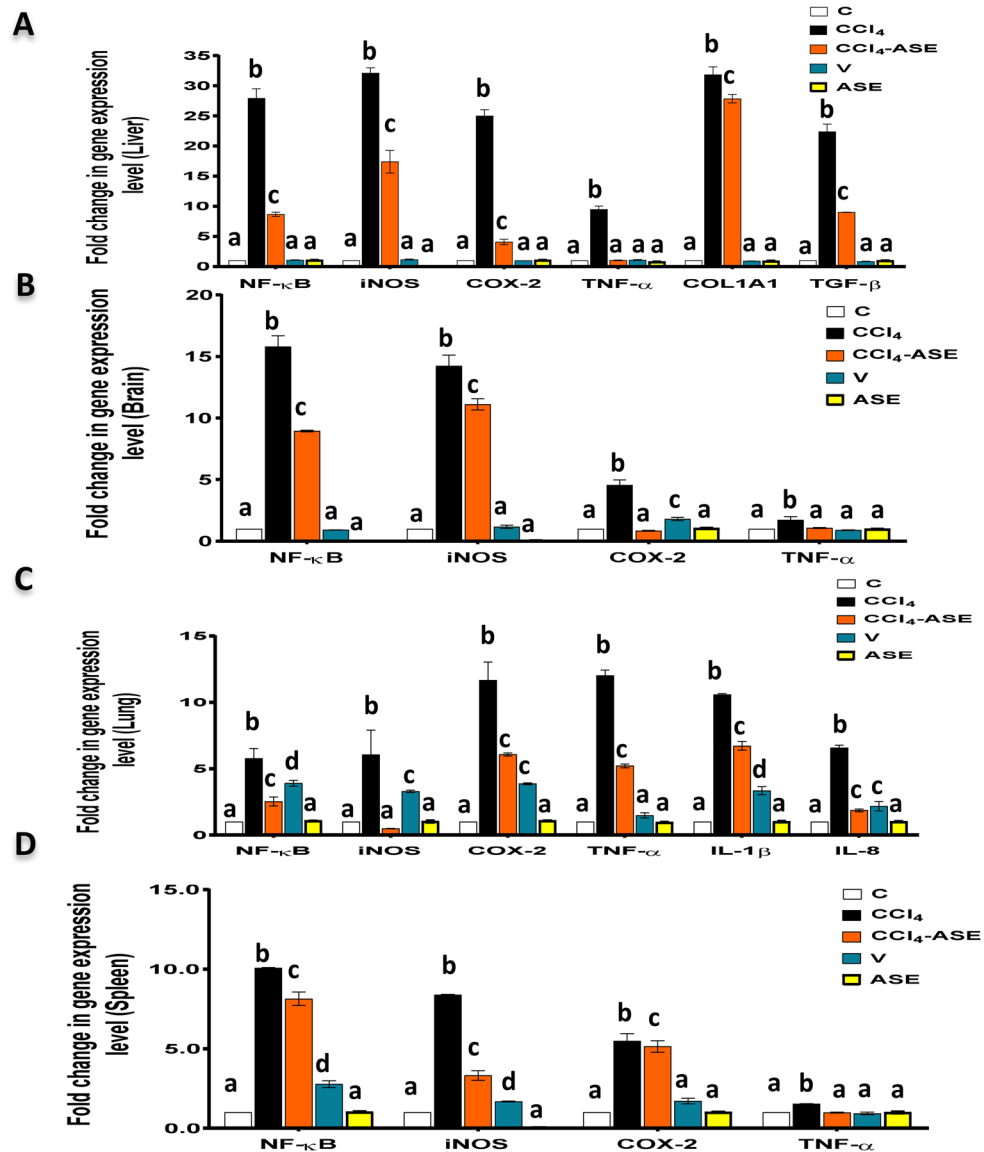 A
C
CCl4
CCl4-ASE
V
ASE
Fold change in gene expression
level (Liver)
35
30
25
20
15
10
5
0
a b c a a
a b c a a
a b c a a
a b a a a
a b c a a
a b c a a
NF-κB iNOS COX-2 TNF-α COL1A1 TGF-β
B
C
CCl4
CCl4-ASE
V
ASE
Fold change in gene expression
level (Brain)
20
15
10
5
0
a b c a a
a b c a a
a b a c a
a b a a a
NF-κB iNOS COX-2 TNF-α
C
C
CCl4
CCl4-ASE
V
ASE
Fold change in gene expression
level (Lung)
15
10
5
0
a b c d a
a b a c a
a b c c a
a b c a a
a b c d a
a b c c a
NF-κB iNOS COX-2 TNF-α IL-1β IL-8
D
C
CCl4
CCl4-ASE
V
ASE
Fold change in gene expression
level (Spleen)
15.0
10.0
5.0
0.0
a b c d a
a b c d a
a b c a a
a b a a a
NF-κB iNOS COX-2 TNF-α